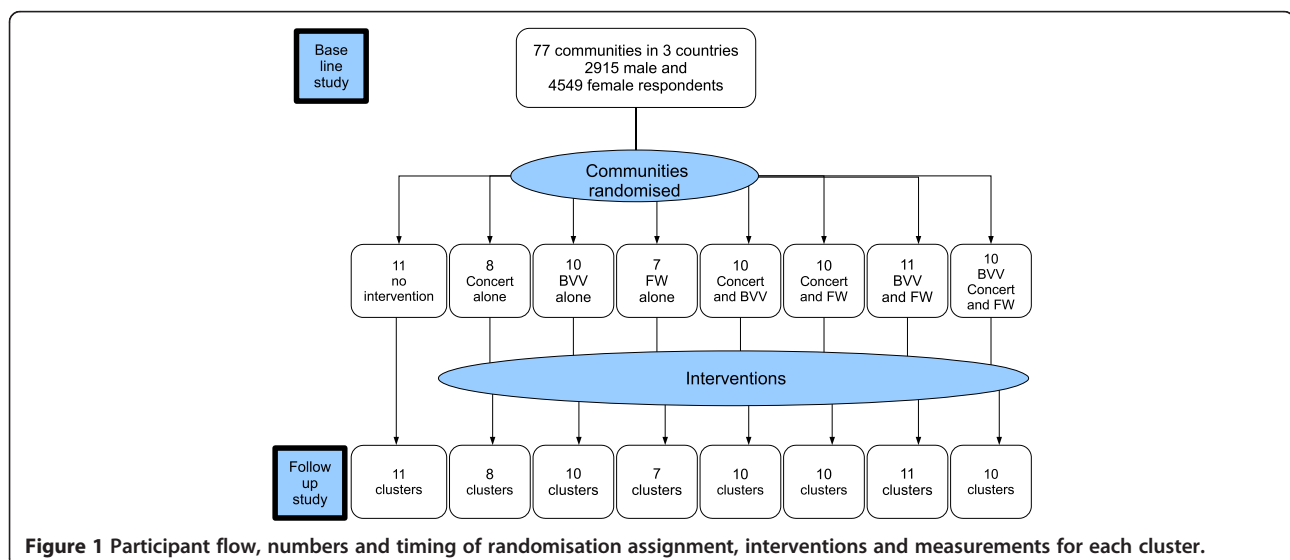 Base
line
study
77 communities in 3 countries
2915 male and
4549 female respondents
Communities
randomised
11
no
intervention
8
Concert
alone
10
BVV
alone
7
FW
alone
10
Concert
and BVV
10
Concert
and FW
11
BVV
and FW
10
BVV
Concert
and FW
Interventions
Follow
up
study
11
clusters
8
clusters
10
clusters
7
clusters
10
clusters
10
clusters
11
clusters
10
clusters
Figure 1 Participant flow, numbers and timing of randomisation assignment, interventions and measurements for each cluster.